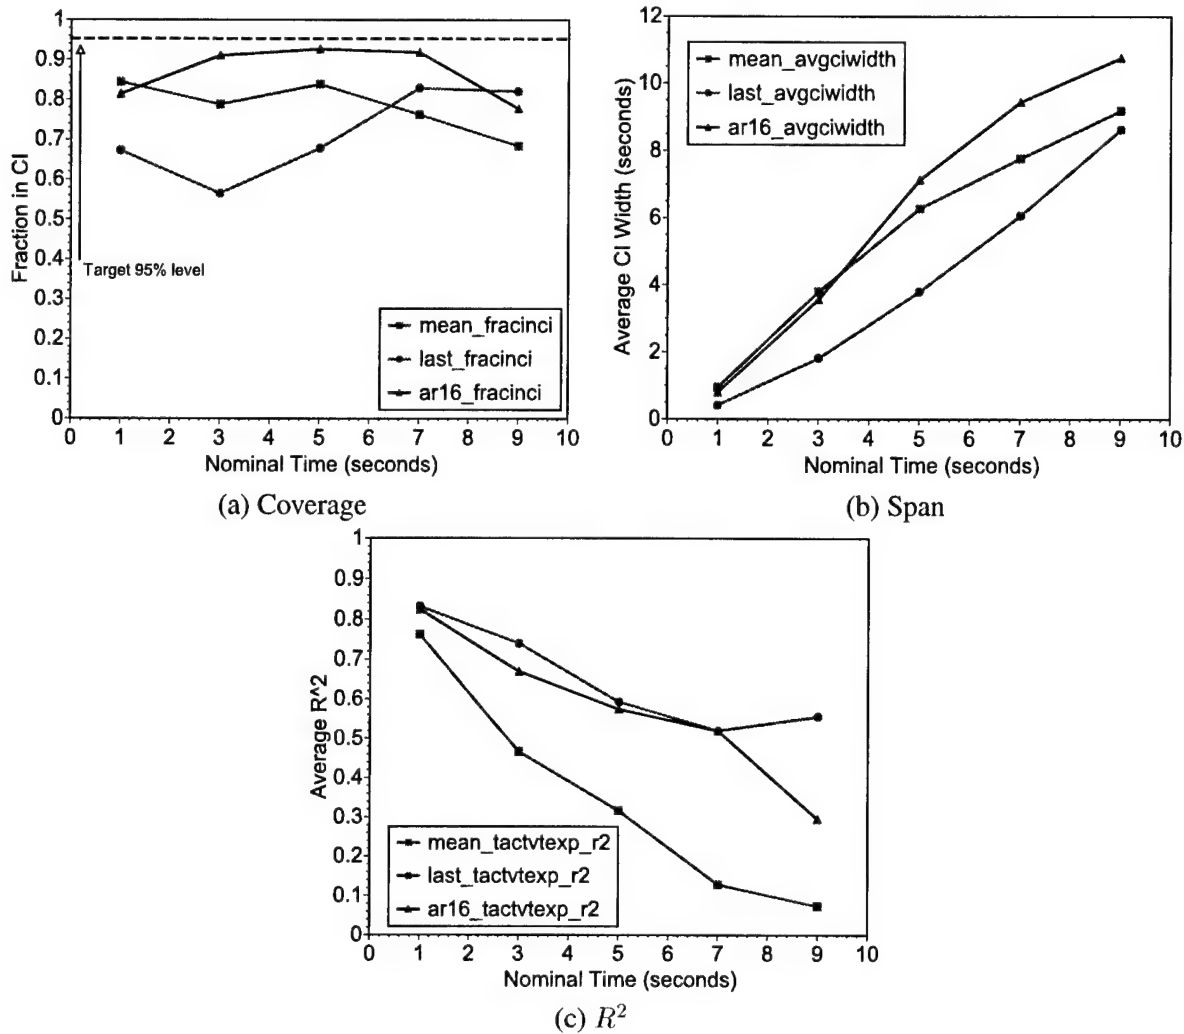 1
0.9
0.8
0.7
0.6
0.5
0.4
0.3
0.2
0.1
0
Fraction in CI
Target 95% level
mean_fracinci
last_fracinci
ar16_fracinci
0 1 2 3 4 5 6 7 8 9 10
Nominal Time (seconds)
(a) Coverage
12
10
8
6
4
2
0
Average CI Width (seconds)
mean_avgciwidth
last_avgciwidth
ar16_avgciwidth
0 1 2 3 4 5 6 7 8 9 10
Nominal Time (seconds)
(b) Span
1
0.9
0.8
0.7
0.6
0.5
0.4
0.3
0.2
0.1
0
Average R^2
mean_tactvtexp_r2
last_tactvtexp_r2
ar16_tactvtexp_r2
0 1 2 3 4 5 6 7 8 9 10
Nominal Time (seconds)
(c) R²